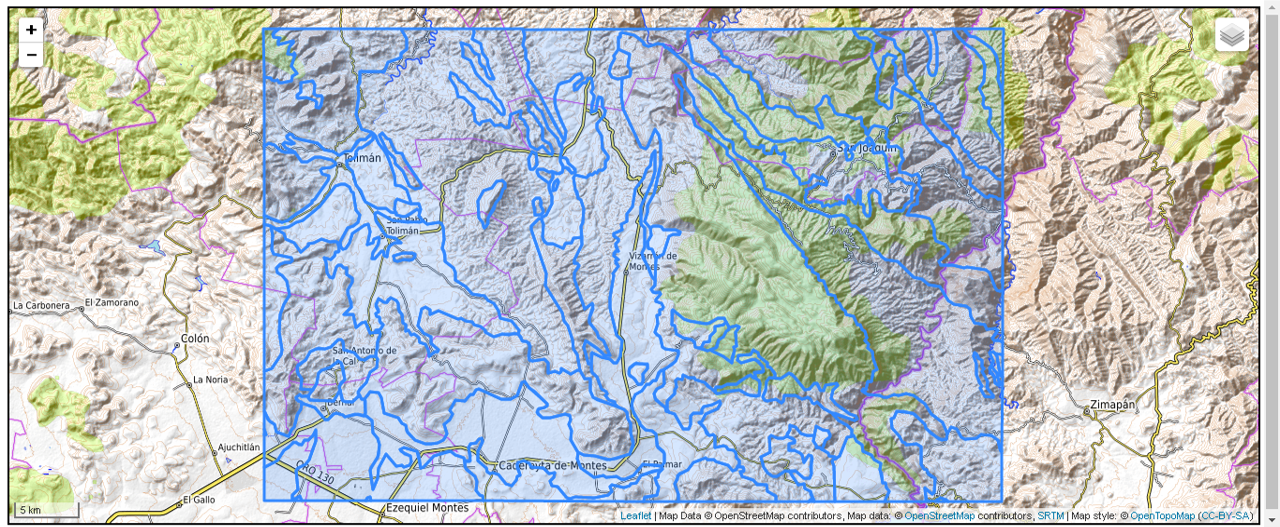 +
−
San Joaquín
Tolimán
San Pablo
Tolimán
Vizarrón de
Montes
La Carbonera
El Zamorano
Colón
San Antonio de
la Cal
La Noria
Bernal
Zimapán
Ajuchitlán
Cadereyta de Montes
El Palmar
QRO 130
El Gallo
Ezequiel Montes
5 km
Leaflet | Map Data © OpenStreetMap contributors, Map data: © OpenStreetMap contributors, SRTM | Map style: © OpenTopoMap (CC-BY-SA)